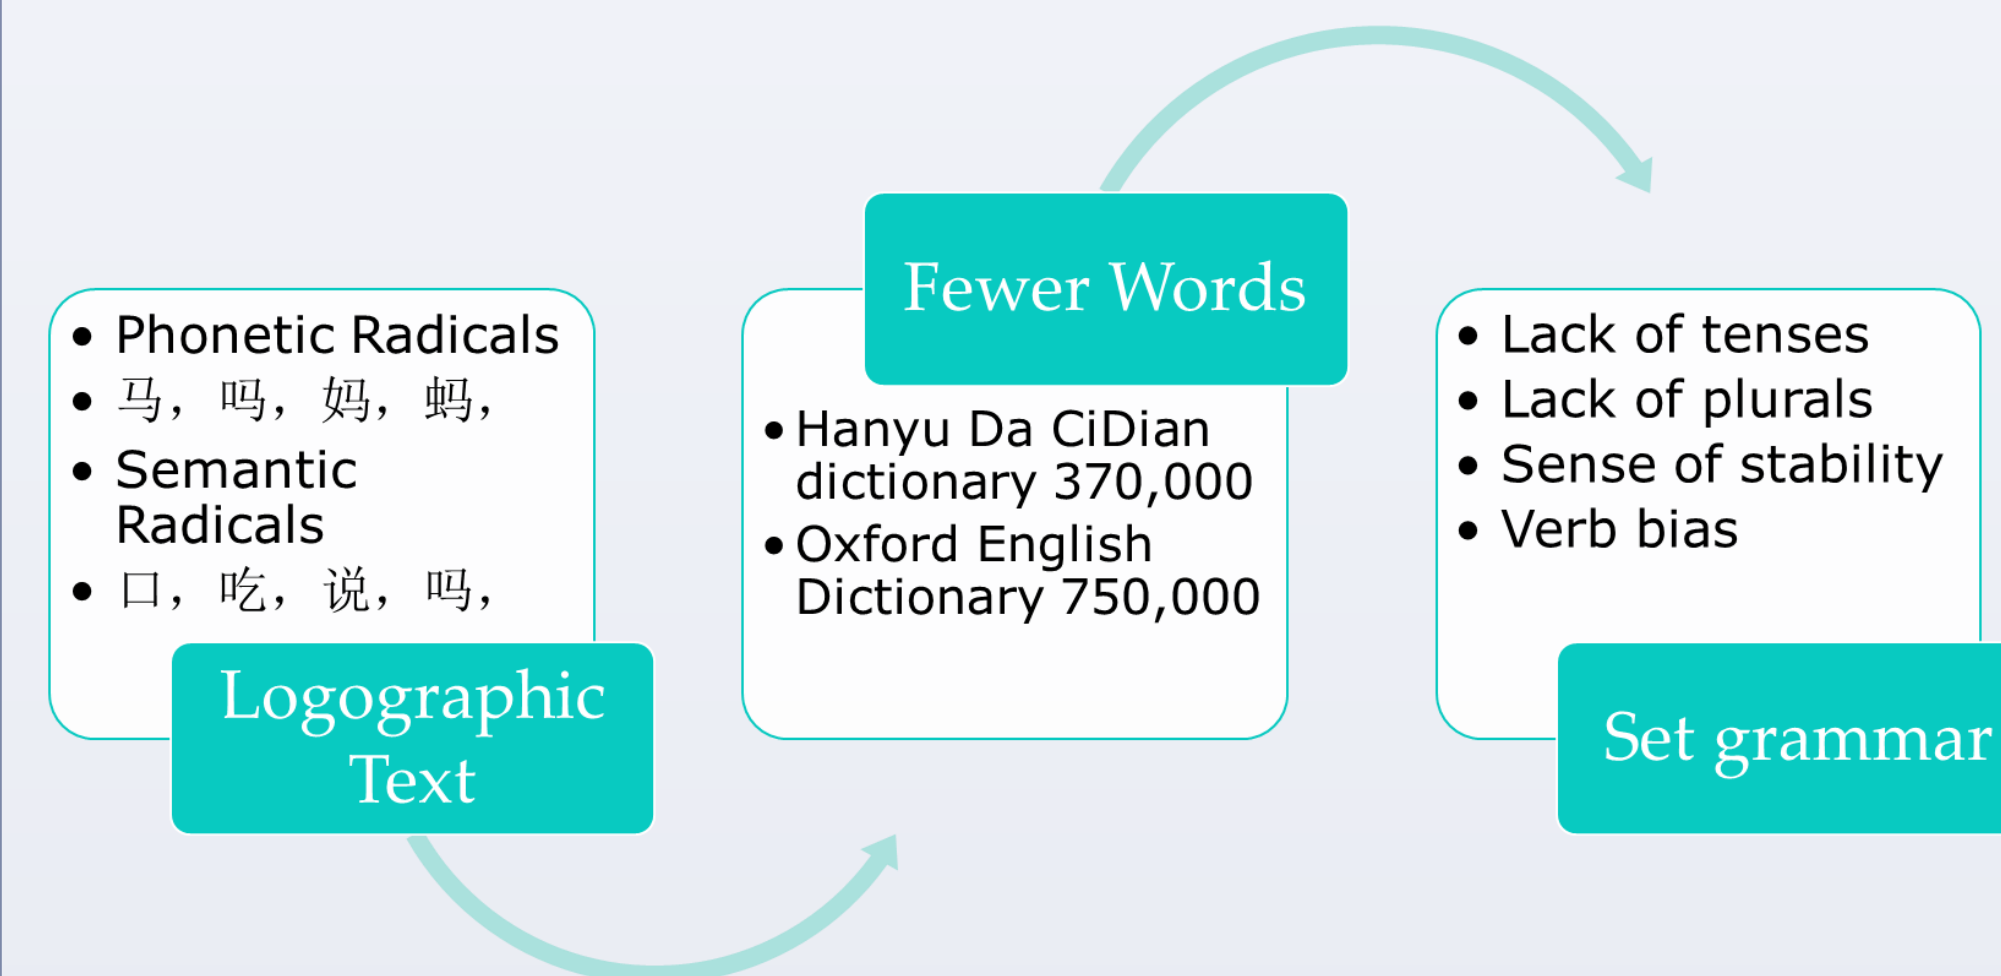 Phonetic Radicals
马，吗，妈，蚂，
Semantic
Radicals
口，吃，说，吗，
Logographic
Text
Fewer Words
Hanyu Da CiDian
dictionary 370,000
Oxford English
Dictionary 750,000
Lack of tenses
Lack of plurals
Sense of stability
Verb bias
Set grammar